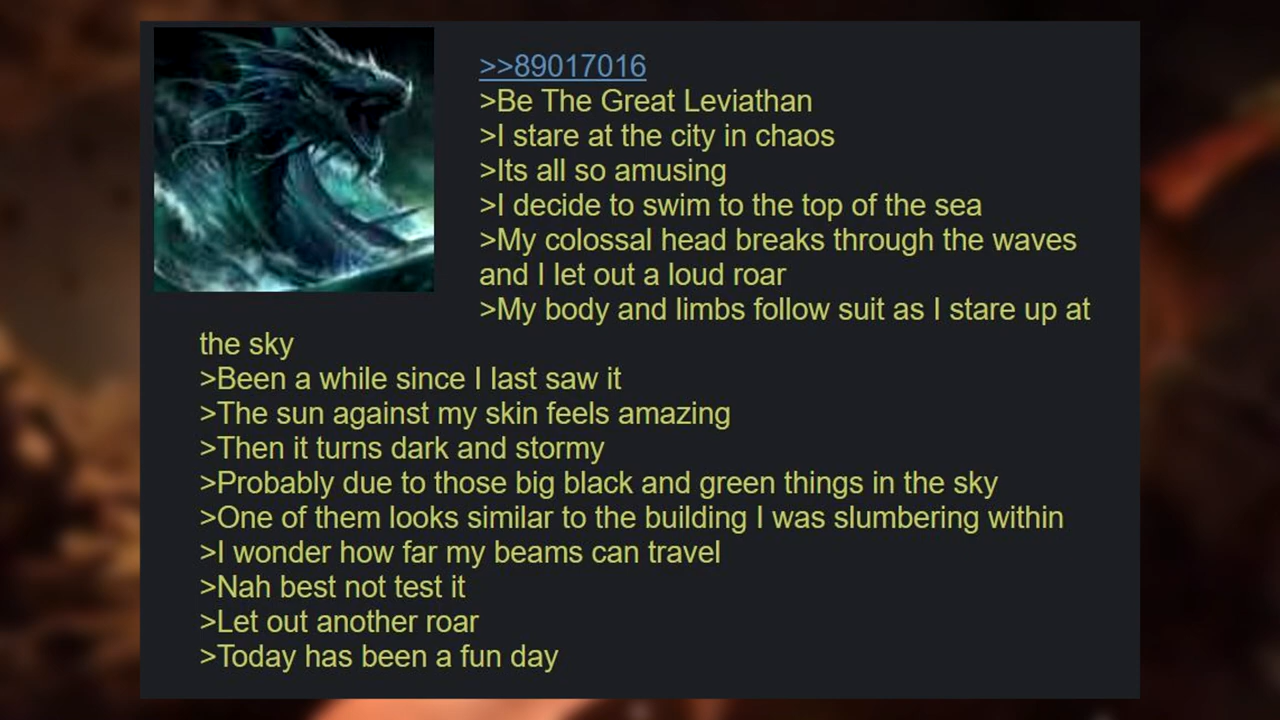 >>89017016
>Be The Great Leviathan
>I stare at the city in chaos
>Its all so amusing
>I decide to swim to the top of the sea
>My colossal head breaks through the waves
and I let out a loud roar
>My body and limbs follow suit as I stare up at
the sky
>Been a while since I last saw it
>The sun against my skin feels amazing
>Then it turns dark and stormy
>Probably due to those big black and green things in the sky
>One of them looks similar to the building I was slumbering within
>I wonder how far my beams can travel
>Nah best not test it
>Let out another roar
>Today has been a fun day